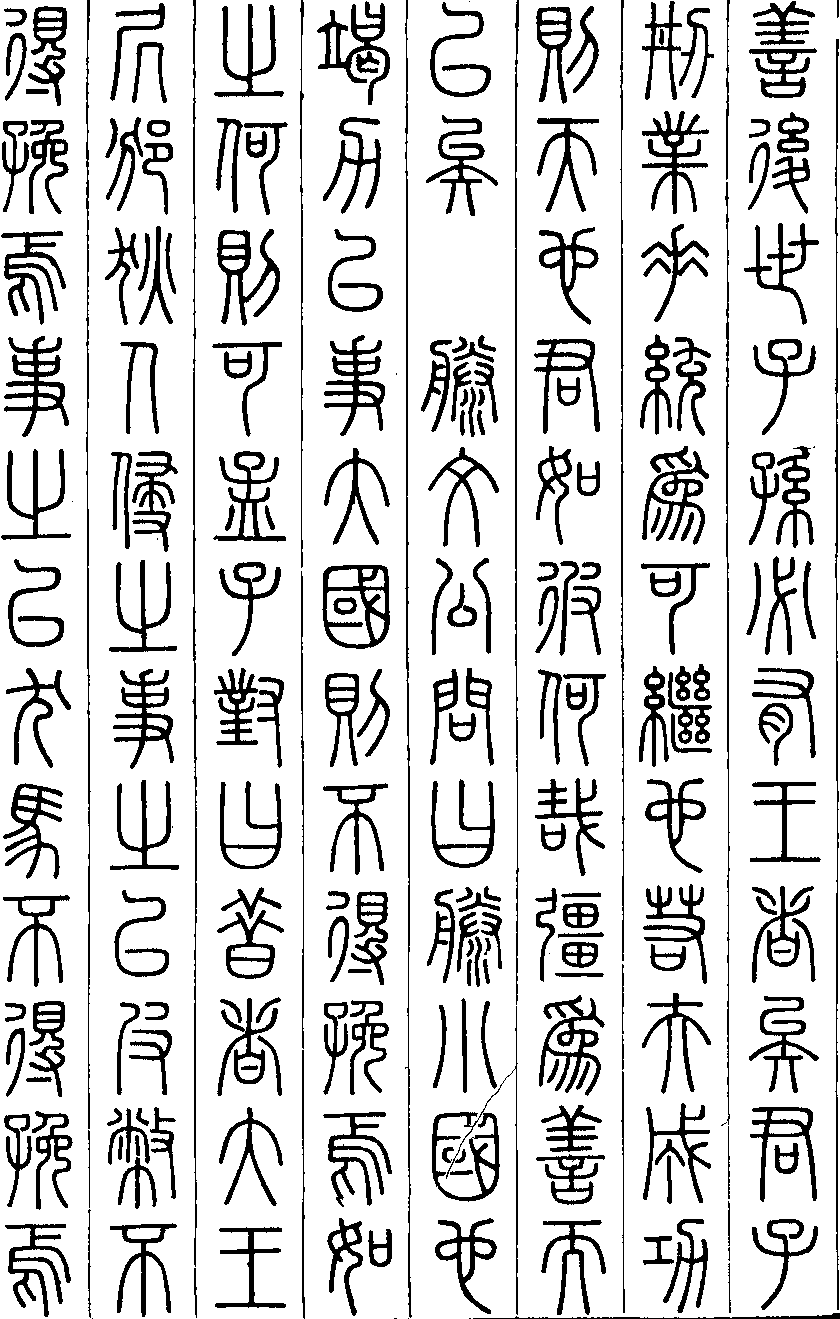 善後世子孫必有王者矣君子
創業垂統爲可繼也若夫成功
則天也君如彼何哉彊爲善而
已矣　滕文公問曰滕小國也
竭力以事大國則不得免焉如
之何則可孟子對曰昔者大王
居邠狄人侵之事之以皮幣不
得免焉事之以犬馬不得免焉